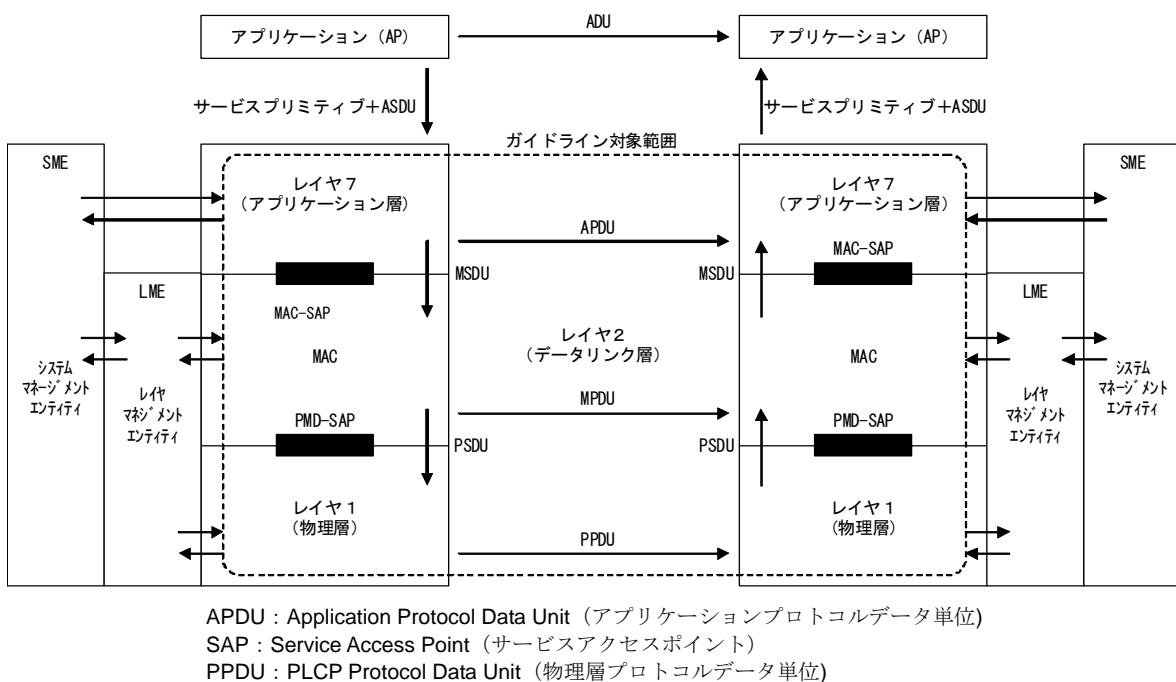 ADU
アプリケーション（AP）
アプリケーション（AP）
サービスプリミティブ＋ASDU
サービスプリミティブ＋ASDU
ガイドライン対象範囲
SME
SME
レイヤ７
（アプリケーション層）
レイヤ７
（アプリケーション層）
APDU
MAC-SAP
MSDU
MSDU
LME
LME
MAC-SAP
レイヤ２
（データリンク層）
MAC
MAC
システム
マネージメント
エンティティ
レイヤ
マネジメント
エンティティ
レイヤ
マネジメント
エンティティ
システム
マネージメント
エンティティ
MPDU
PMD-SAP
PMD-SAP
PSDU
PSDU
レイヤ１
（物理層）
レイヤ１
（物理層）
PPDU
APDU：Application Protocol Data Unit（アプリケーションプロトコルデータ単位)
SAP：Service Access Point（サービスアクセスポイント）
PPDU：PLCP Protocol Data Unit（物理層プロトコルデータ単位)